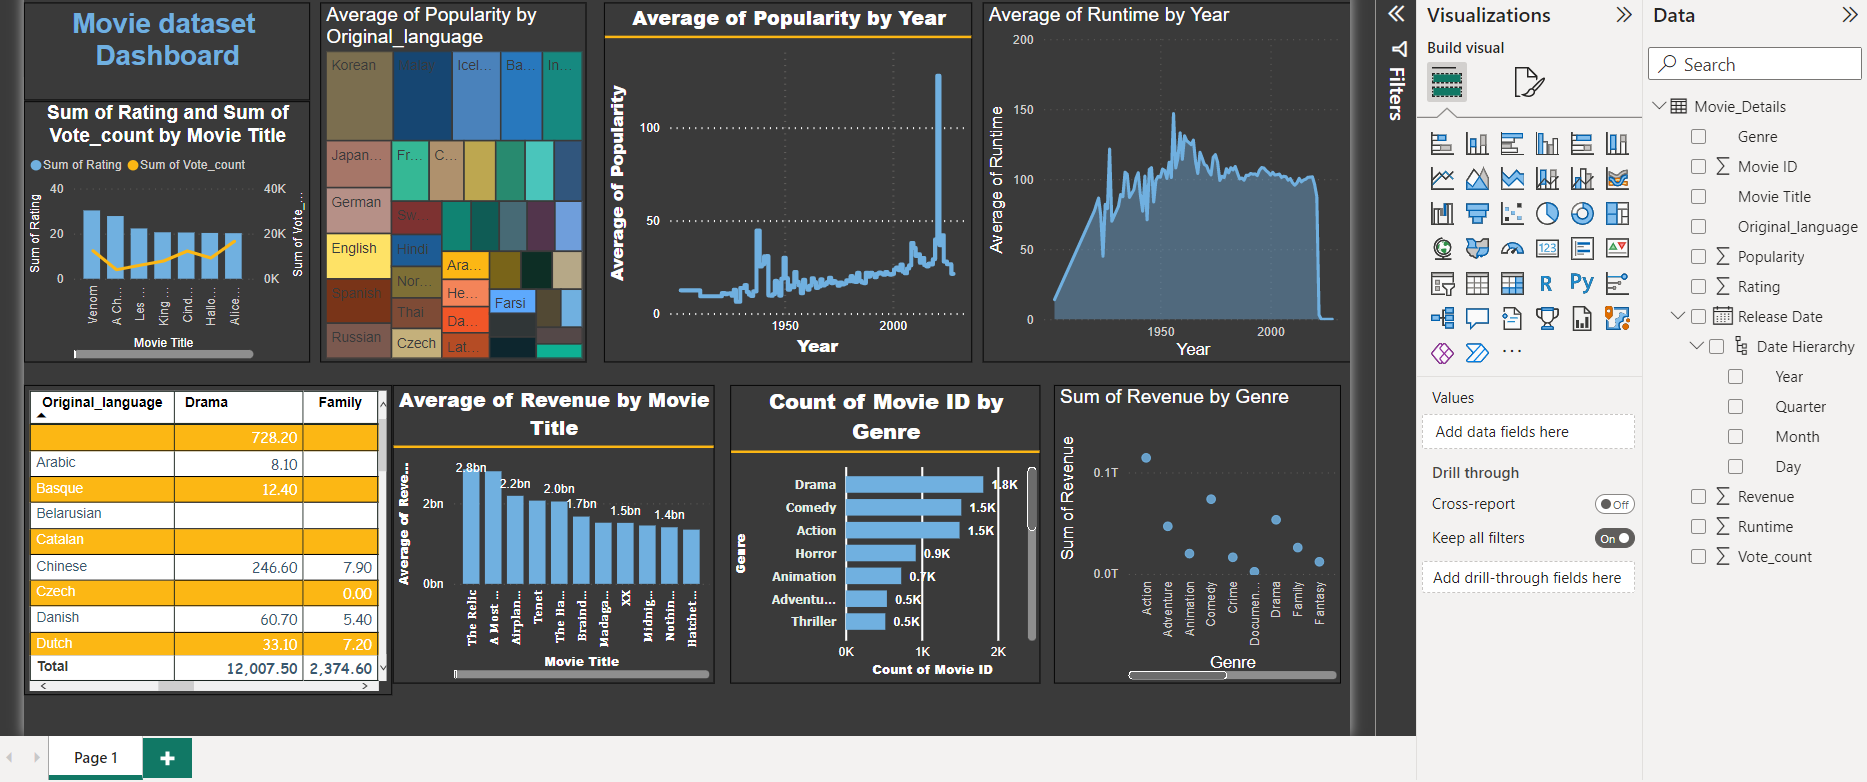 Movie dataset
Dashboard
Sum of Rating and Sum of
Vote_count by Movie Title
Sum of Rating
Sum of Vote_count
40
20
0
40K
20K
0K
Sum of Rating
Sum of Vote_...
Venom
A Ch...
Les ...
King ...
Cind...
Hallo...
Alice...
Movie Title
Average of Popularity by
Original_language
Korean
Icel...
Ba...
In...
Japan...
Fr...
C...
German
Sw...
English
Hindi
Ara...
Spanish
Nor...
He...
Farsi
Thai
Da...
Russian
Czech
Lat...
Average of Popularity by Year
Average of Popularity
100
50
0
1950
2000
Year
Average of Runtime by Year
Average of Runtime
200
150
100
50
0
1950
2000
Year
Original_language
Drama
Family
728.20
Arabic 8.10
Basque 12.40
Belarusian
Catalan
Chinese 246.60 7.90
Czech 0.00
Danish 60.70 5.40
Dutch 33.10 7.20
Total 12,007.50 2,374.60
Average of Revenue by Movie
Title
Average of Reve...
2bn
0bn
2.8bn
2.2bn
2.0bn
1.7bn
1.5bn
1.4bn
The Relic
A Most ...
Airplan...
Tenet
The Ha...
Braind...
Madaga...
XX
Midnig...
Nothin...
Hatchet...
Movie Title
Count of Movie ID by
Genre
Genre
Drama 1.8K
Comedy 1.5K
Action 1.5K
Horror 0.9K
Animation 0.7K
Adventu... 0.5K
Thriller 0.5K
0K
1K
2K
Count of Movie ID
Sum of Revenue by Genre
Sum of Revenue
0.1T
0.0T
Action
Adventure
Animation
Comedy
Crime
Documen...
Drama
Family
Fantasy
Genre
Page 1
Filters
Visualizations
Build visual
123
R
Py
...
Values
Add data fields here
Drill through
Cross-report
Off
Keep all filters
On
Add drill-through fields here
Data
Search
Movie_Details
Genre
Movie ID
Movie Title
Original_language
Popularity
Rating
Release Date
Date Hierarchy
Year
Quarter
Month
Day
Revenue
Runtime
Vote_count